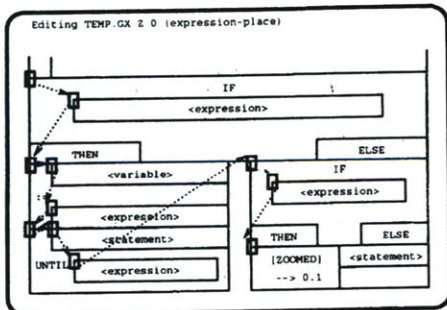 Editing TEMP.GX Z 0 (expression-place)
IF
<expression>
THEN
ELSE
<variable>
IF
:=
<expression>
<expression>
<statement>
THEN
ELSE
UNTIL
<expression>
[ZOOMED]
--> 0.1
<statement>